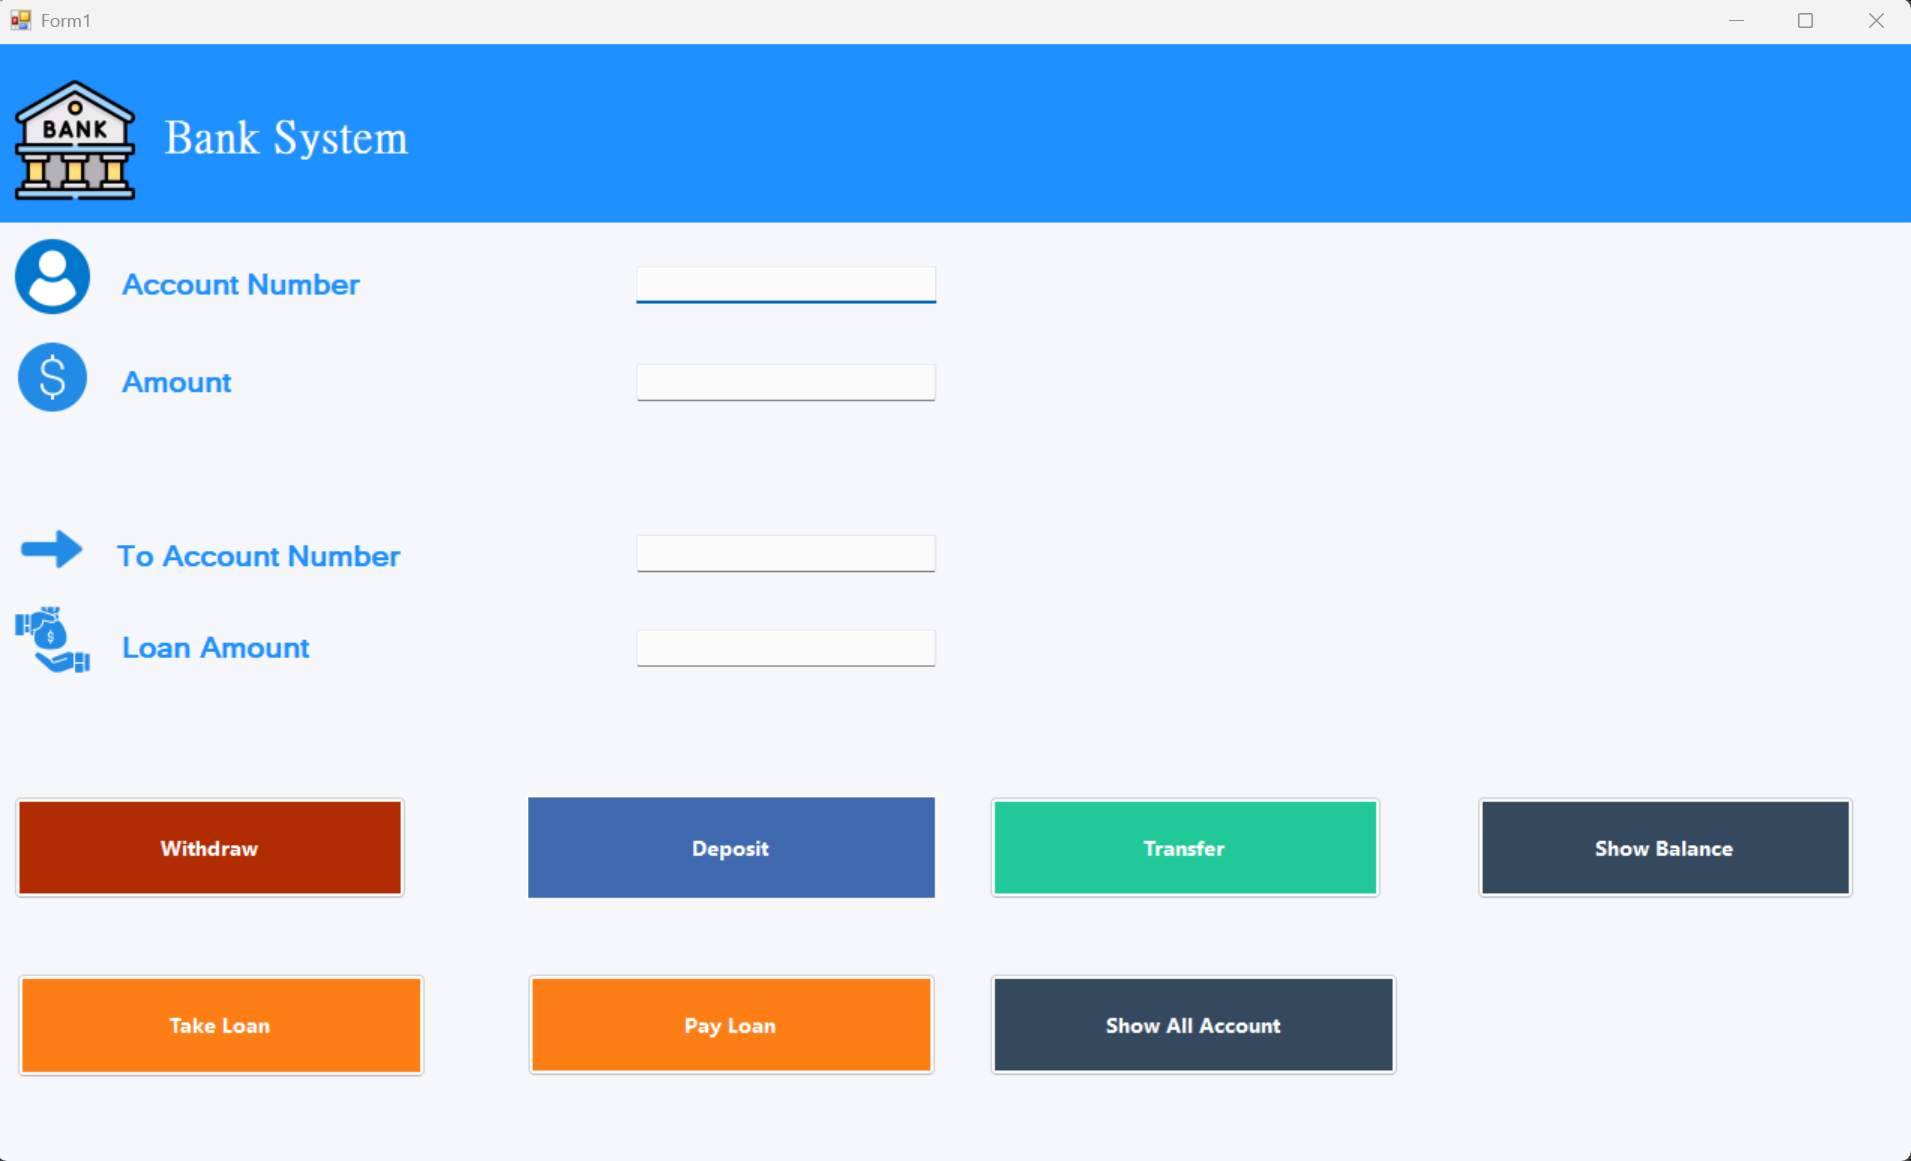 Form1
BANK
Bank System
Account Number
$
Amount
To Account Number
$
Loan Amount
Withdraw
Deposit
Transfer
Show Balance
Take Loan
Pay Loan
Show All Account